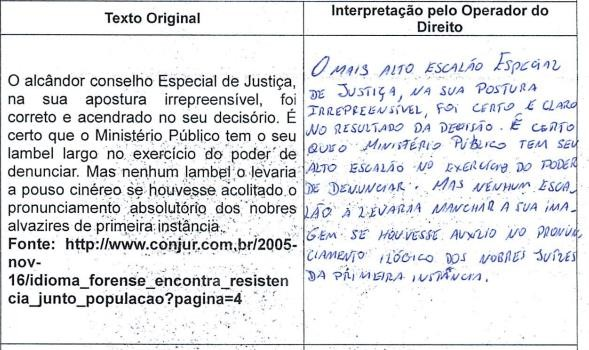 Texto Original
Interpretação pelo Operador do
Direito
O alcândor conselho Especial de Justiça,
na sua apostura irrepreensível, foi
correto e acendrado no seu decisório. É
certo que o Ministério Público tem o seu
lambel largo no exercício do poder de
denunciar. Mas nenhum lambel o levaria
a pouso cinéreo se houvesse acolitado o
pronunciamento absolutório dos nobres
alvazires de primeira instância.
Fonte: http://www.conjur.com.br/2005-
nov-
16/idioma_forense_encontra_resisten
cia_junto_populacao?pagina=4
O MAIS ALTO ESCALÃO ESPECIAL
DE JUSTIÇA, NA SUA POSTURA
IRREPREENSÍVEL, FOI CERTO E CLARO
NO RESULTADO DA DECISÃO. É CERTO
QUE O MINISTÉRIO PÚBLICO TEM SEU
ALTO ESCALÃO NO EXERCÍCIO DO PODER
DE DENUNCIAR. MAS NENHUM ESCA-
LÃO A LEVARIA MANCHAR A SUA IMA-
GEM SE HOUVESSE AUXÍLIO NO PRONUN-
CIAMENTO ILÓGICO DOS NOBRES JUÍZES
DA PRIMEIRA INSTÂNCIA.